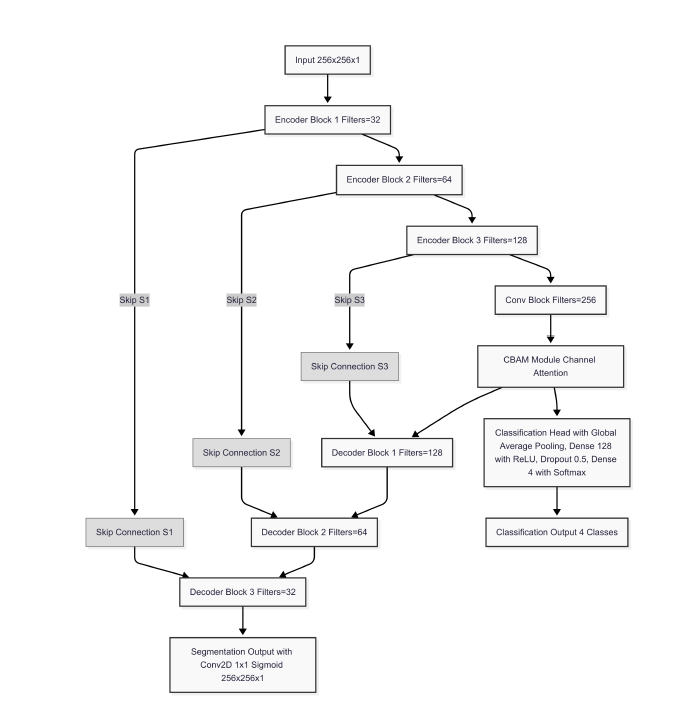 Input 256x256x1
Encoder Block 1 Filters=32
Encoder Block 2 Filters=64
Encoder Block 3 Filters=128
Skip S1
Skip S2
Skip S3
Conv Block Filters=256
Skip Connection S3
CBAM Module Channel
Attention
Skip Connection S2
Decoder Block 1 Filters=128
Classification Head with Global
Average Pooling, Dense 128
with ReLU, Dropout 0.5, Dense
4 with Softmax
Skip Connection S1
Decoder Block 2 Filters=64
Classification Output 4 Classes
Decoder Block 3 Filters=32
Segmentation Output with
Conv2D 1x1 Sigmoid
256x256x1